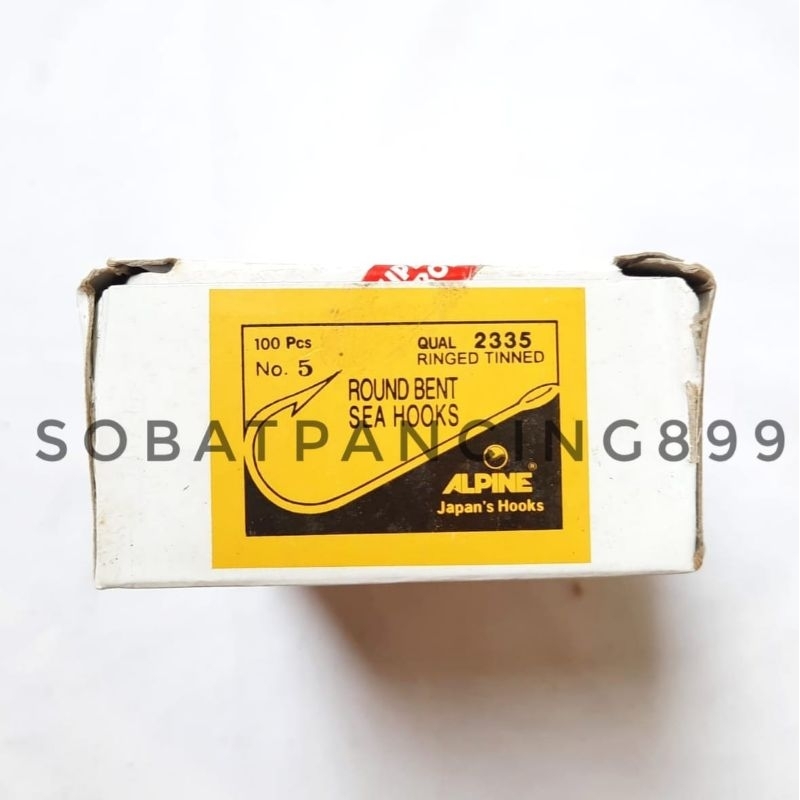 100 Pcs
No. 5
QUAL 2335
RINGED TINNED
ROUND BENT
SEA HOOKS
SOBATPANCING899
ALPINE®
Japan's Hooks